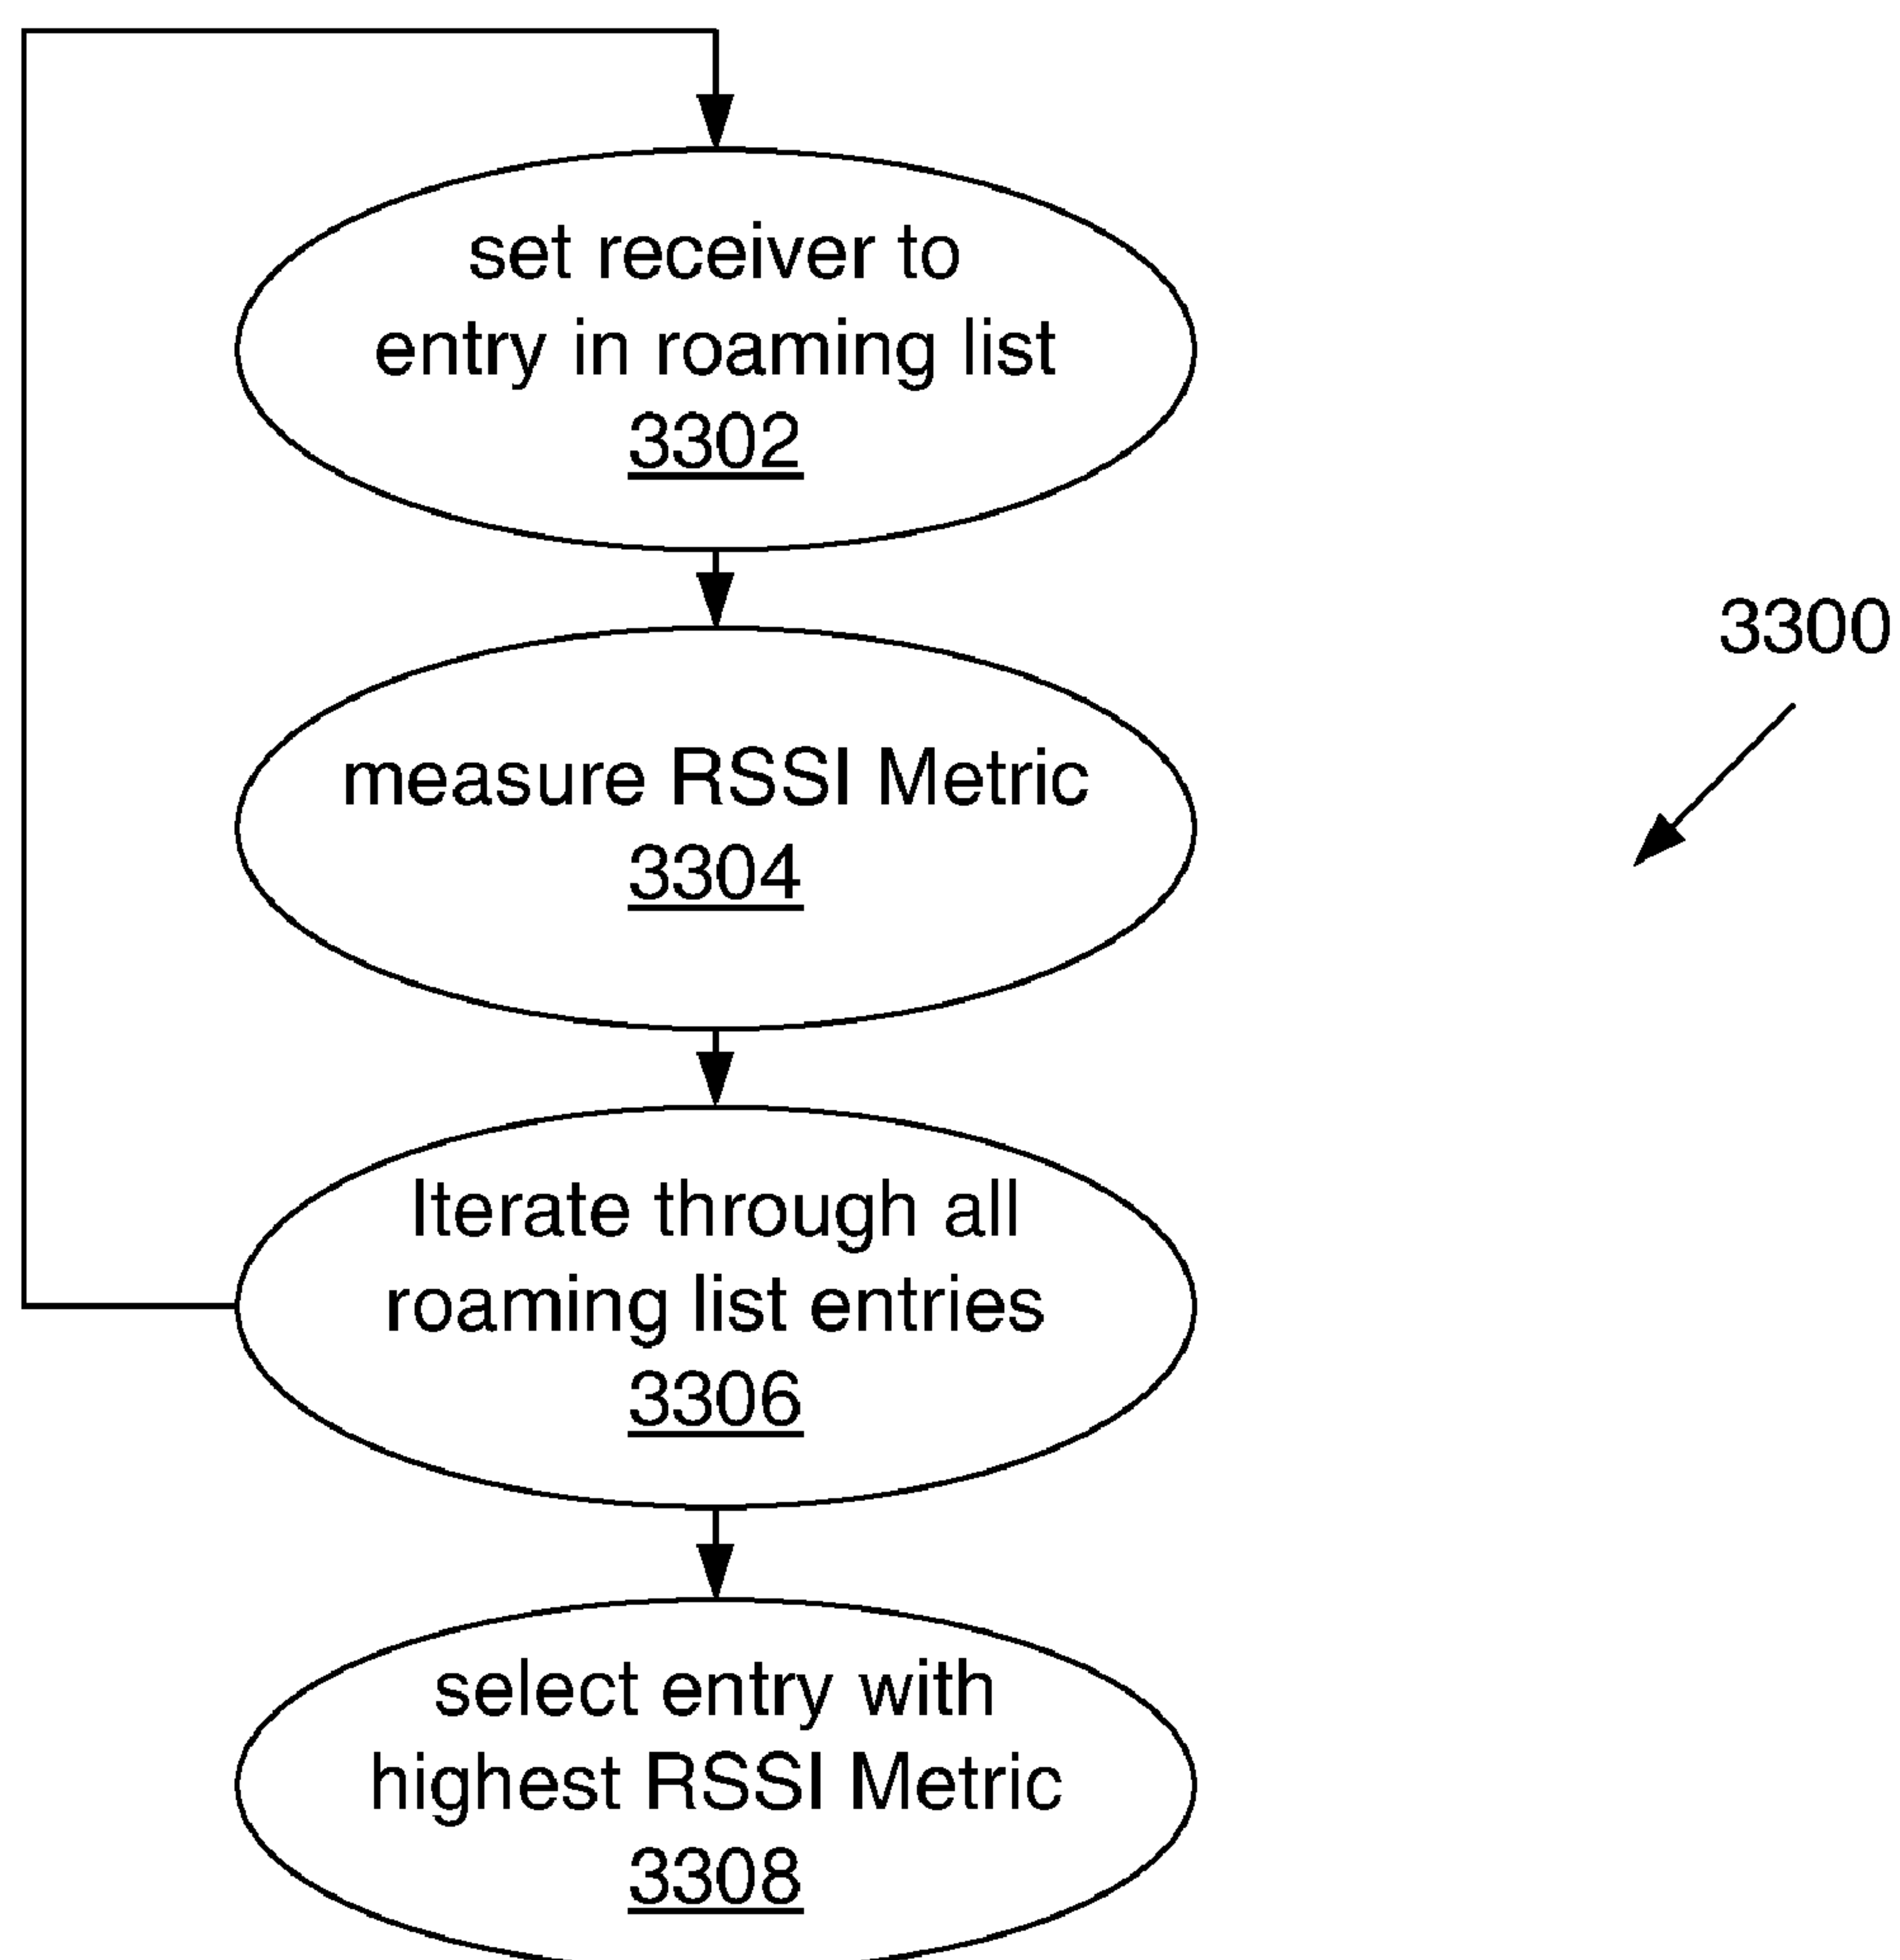 set receiver to
entry in roaming list
3302
3300
measure RSSI Metric
3304
Iterate through all
roaming list entries
3306
select entry with
highest RSSI Metric
3308